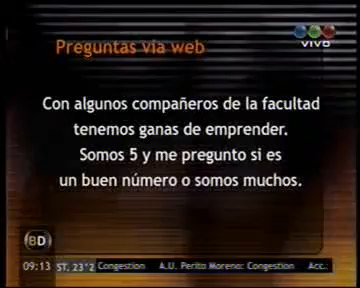 Preguntas via web
VIVO
Con algunos compañeros de la facultad
tenemos ganas de emprender.
Somos 5 y me pregunto si es
un buen número o somos muchos.
BD
09:13 ST. 23°2 Congestion A.U. Perito Moreno: Congestion Acc.: